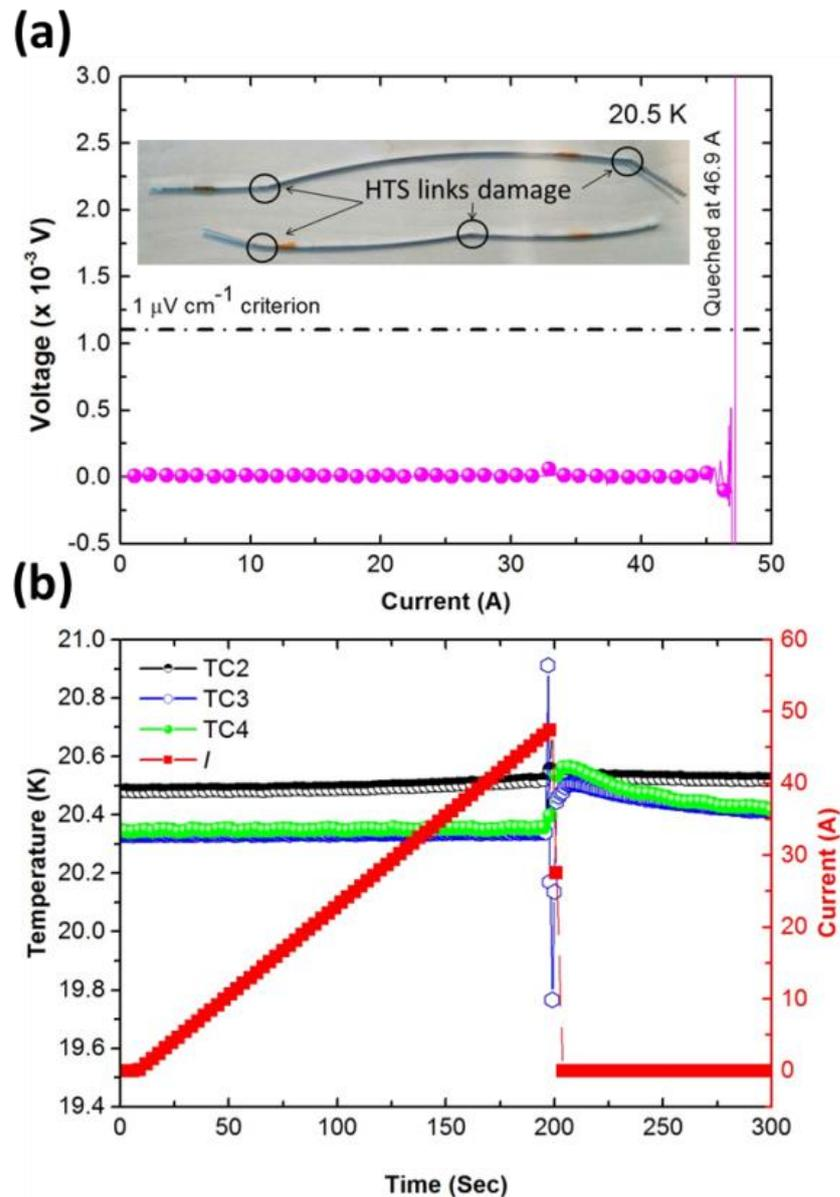 (a)
3.0
2.5
2.0
1.5
1.0
0.5
0.0
-0.5
Voltage (x 10-3 V)
20.5 K
HTS links damage
Queched at 46.9 A
1 μV cm-1 criterion
0
10
20
30
40
50
Current (A)
(b)
21.0
20.8
20.6
20.4
20.2
20.0
19.8
19.6
19.4
Temperature (K)
TC2
TC3
TC4
I
60
50
40
30
20
10
0
Current (A)
0
50
100
150
200
250
300
Time (Sec)